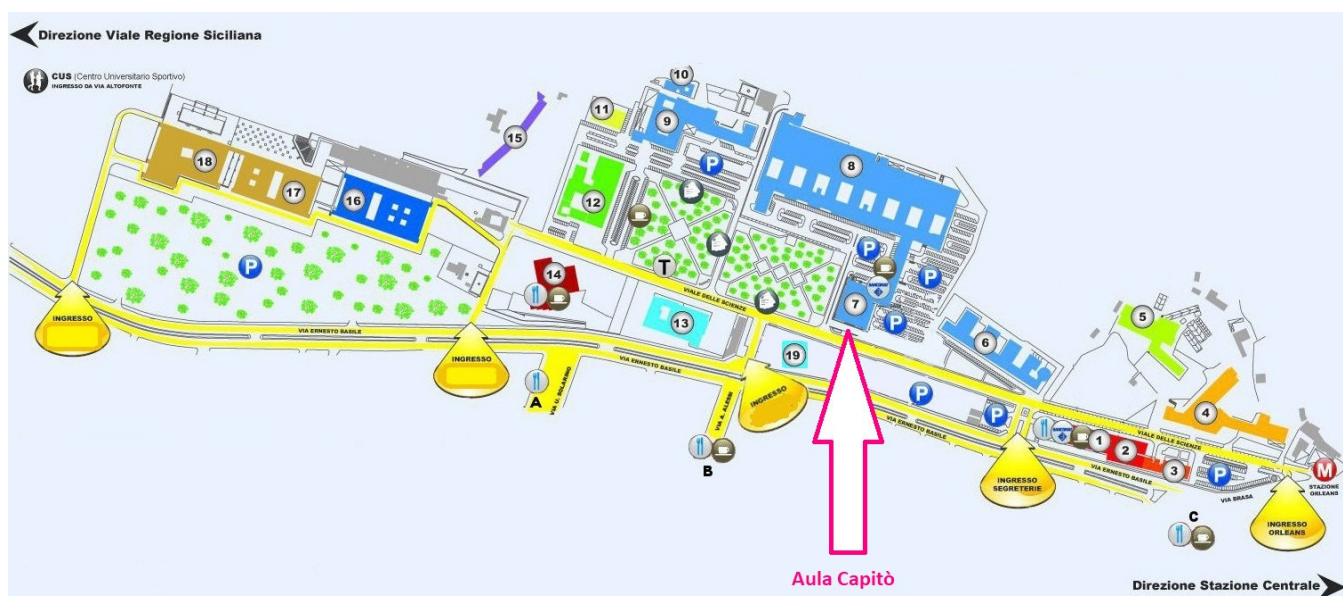 Direzione Viale Regione Siciliana
CUS (Centro Universitario Sportivo)
INGRESSO DA VIA ALTOFONTE
10
11
9
15
8
18
17
16
12
P
P
T
14
VIALE DELLE SCIENZE
P
P
7
P
5
13
6
INGRESSO
VIA ERNESTO BASILE
INGRESSO
VIA ERNESTO BASILE
19
INGRESSO
A
VIA U. SOLARINO
VIA A. ALESSI
B
P
P
VIA ERNESTO BASILE
4
VIALE DELLE SCIENZE
1
2
3
VIA ERNESTO BASILE
P
M
STAZIONE
ORLEANS
INGRESSO
SEGRETERIE
VIA BRASA
C
INGRESSO
ORLEANS
Aula Capitò
Direzione Stazione Centrale